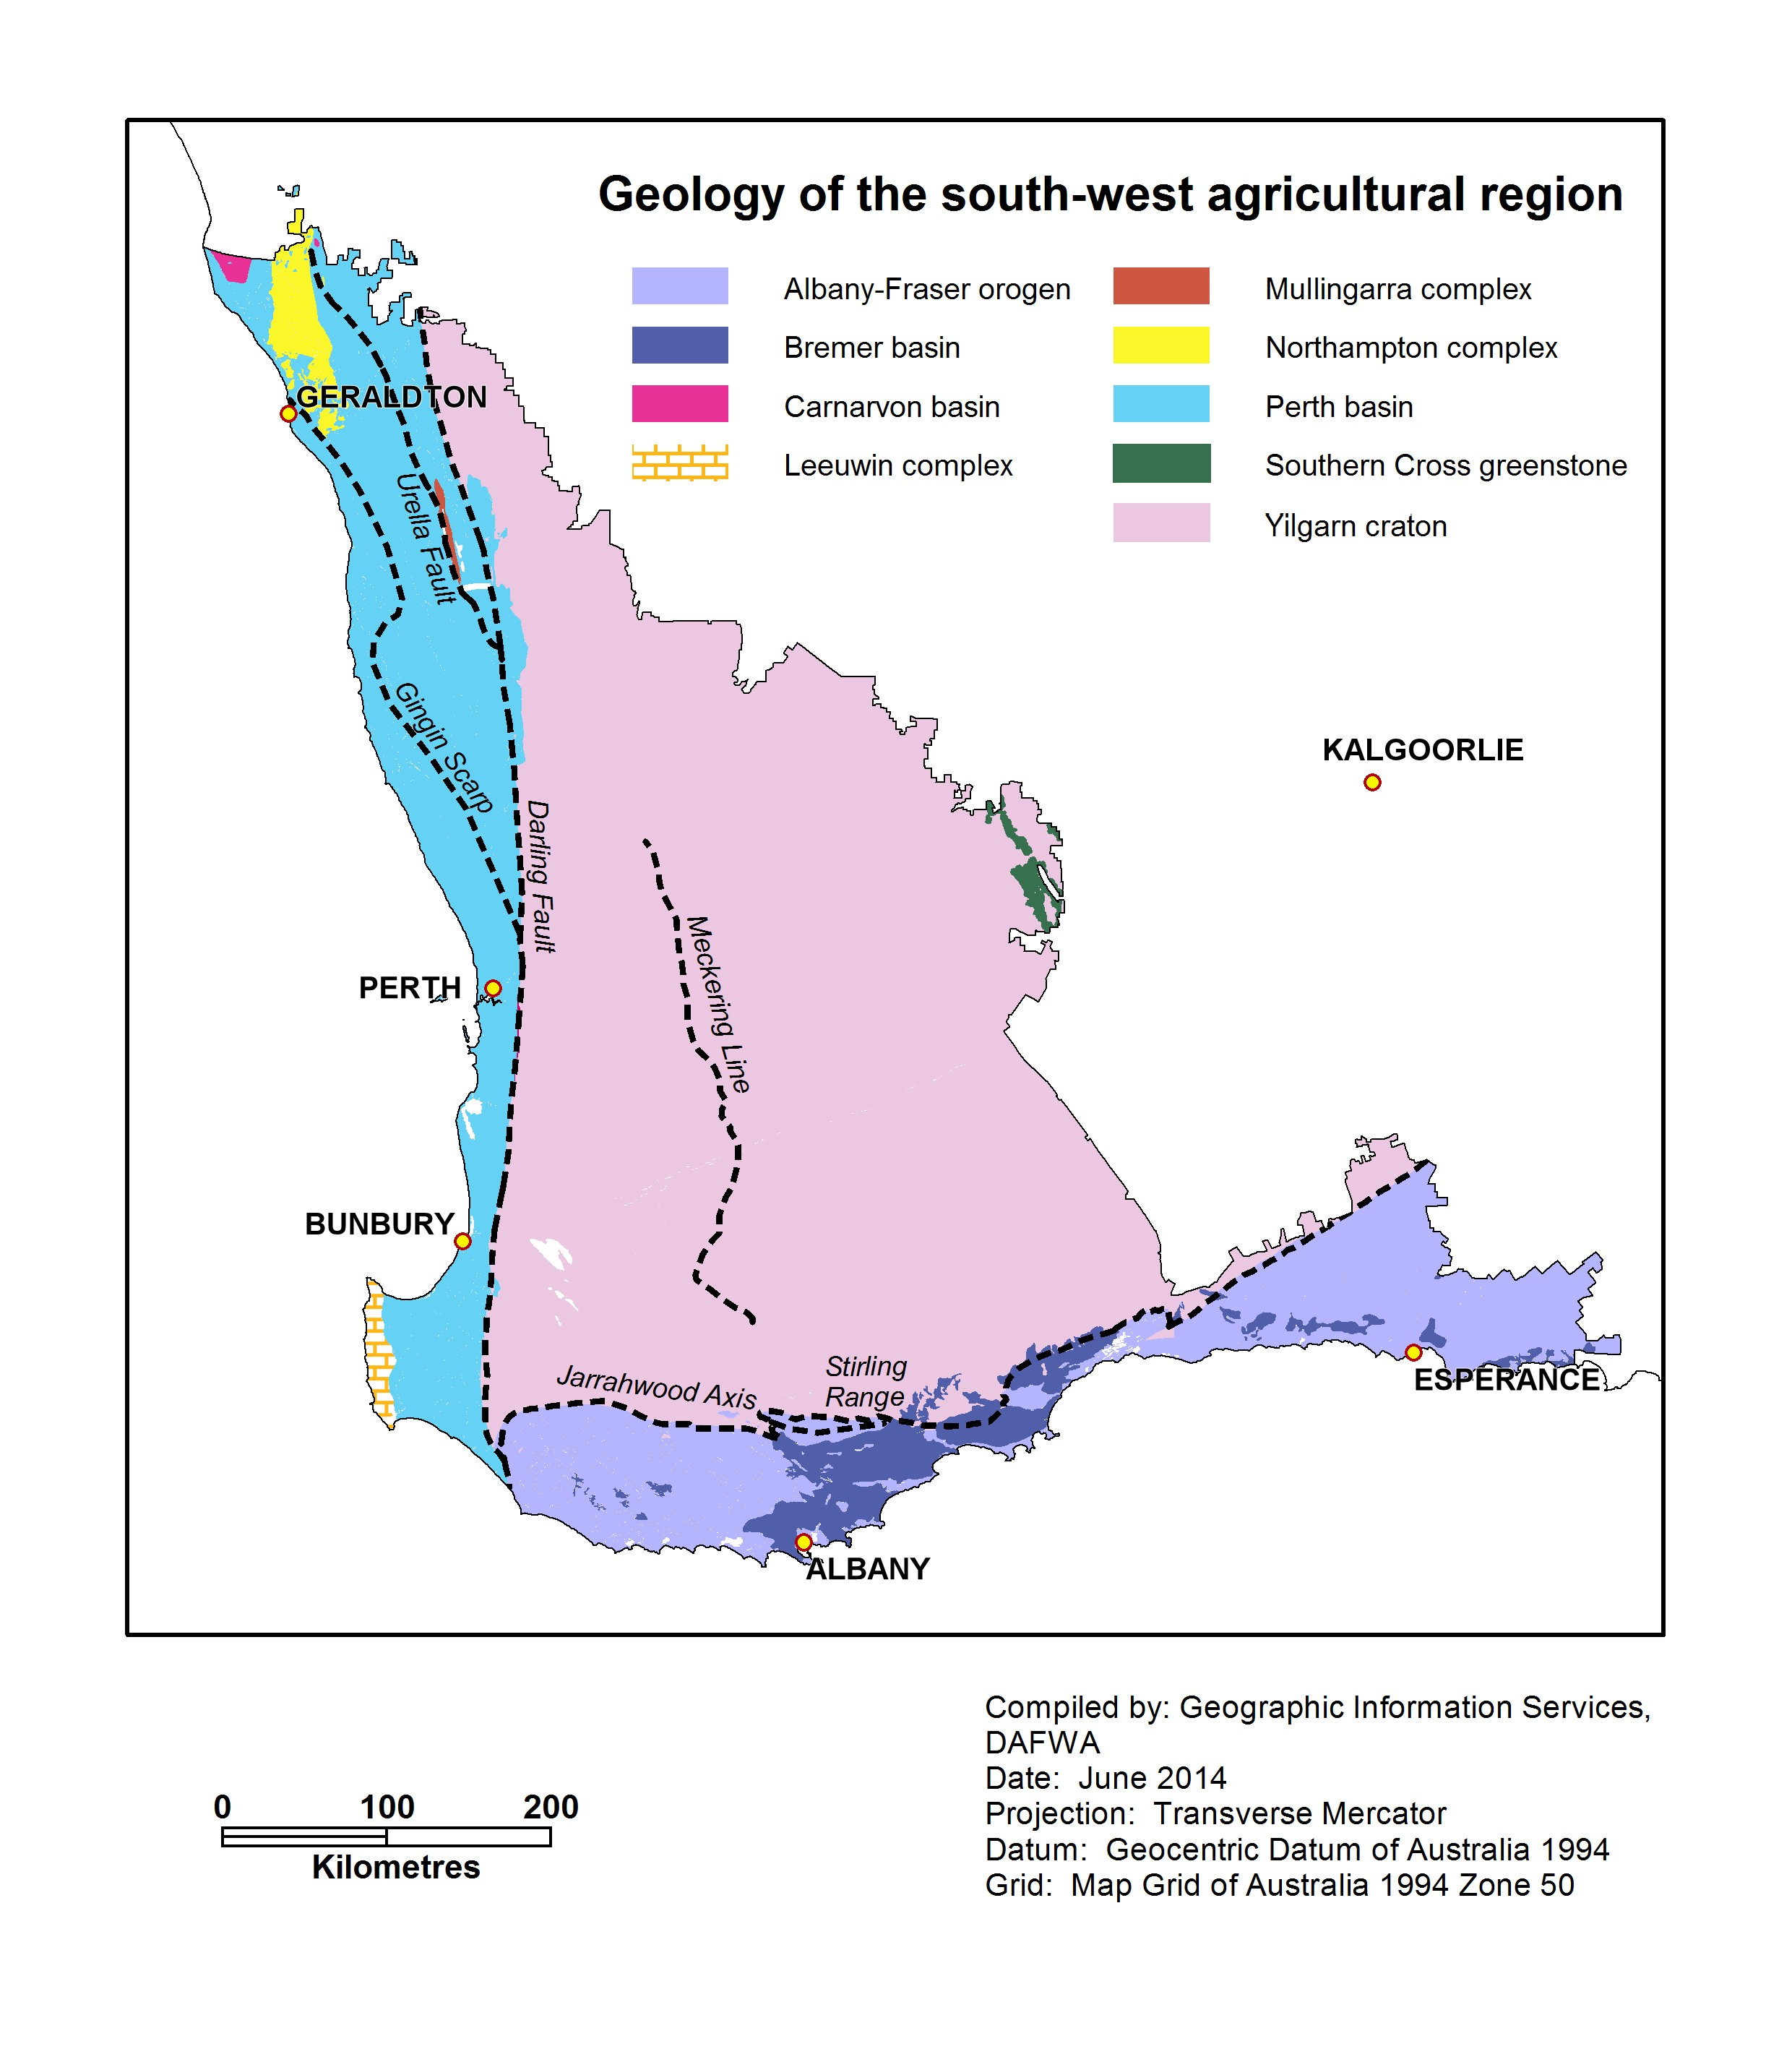 Geology of the south-west agricultural region
Albany-Fraser orogen
Bremer basin
Carnarvon basin
Leeuwin complex
Mullingarra complex
Northampton complex
Perth basin
Southern Cross greenstone
Yilgarn craton
GERALDTON
Urella Fault
Gingin Scarp
KALGOORLIE
Darling Fault
Meckering Line
PERTH
BUNBURY
Stirling
Range
Jarrahwood Axis
ESPERANCE
ALBANY
Compiled by: Geographic Information Services,
DAFWA
Date: June 2014
Projection: Transverse Mercator
Datum: Geocentric Datum of Australia 1994
Grid: Map Grid of Australia 1994 Zone 50
0 100 200
Kilometres